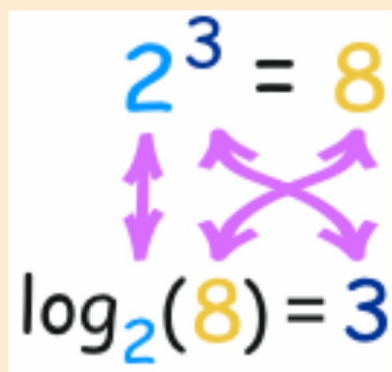 2³ = 8
log₂(8) = 3